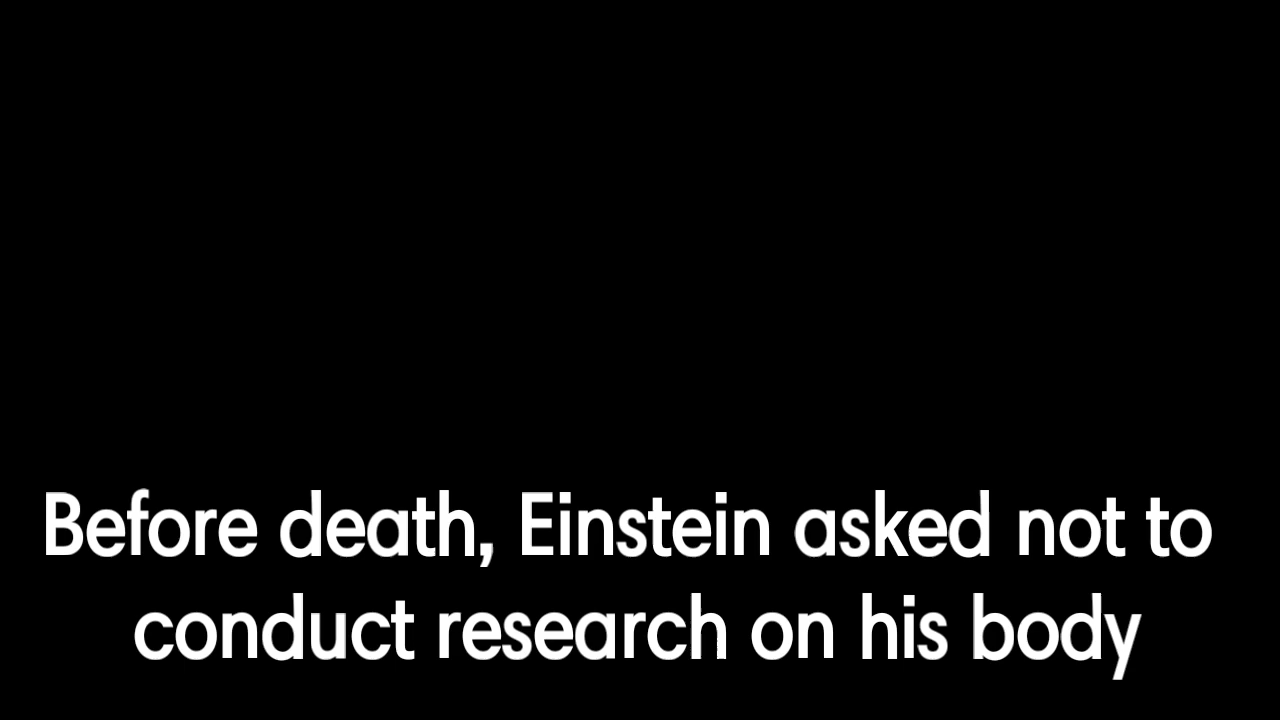 Before death, Einstein asked not to
conduct research on his body